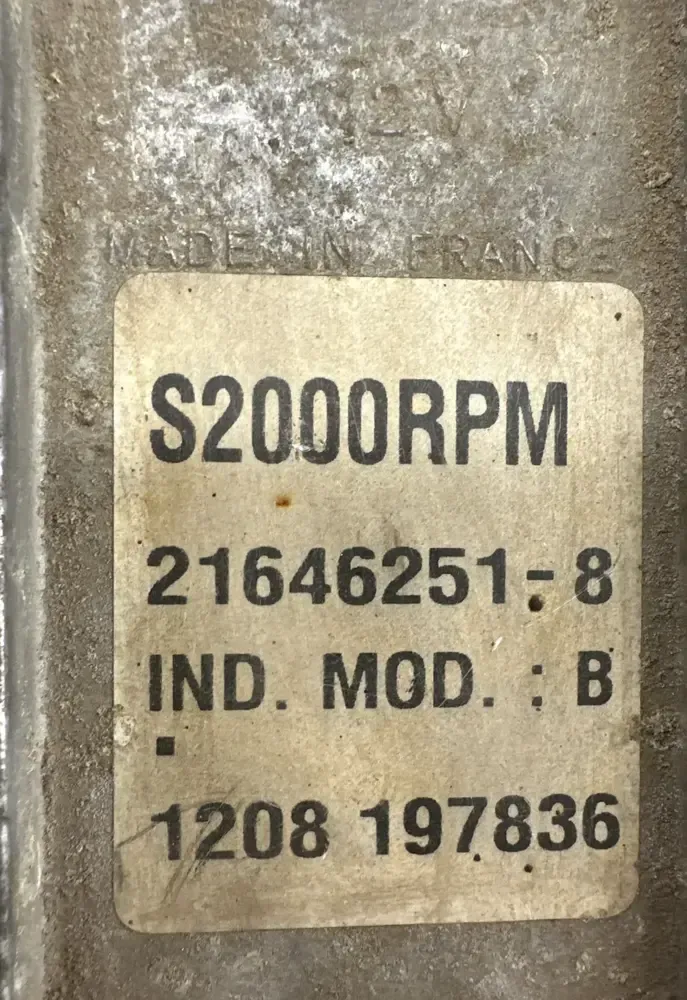 12V
MADE IN FRANCE
S2000RPM
21646251-8
IND. MOD. : B
1208 197836